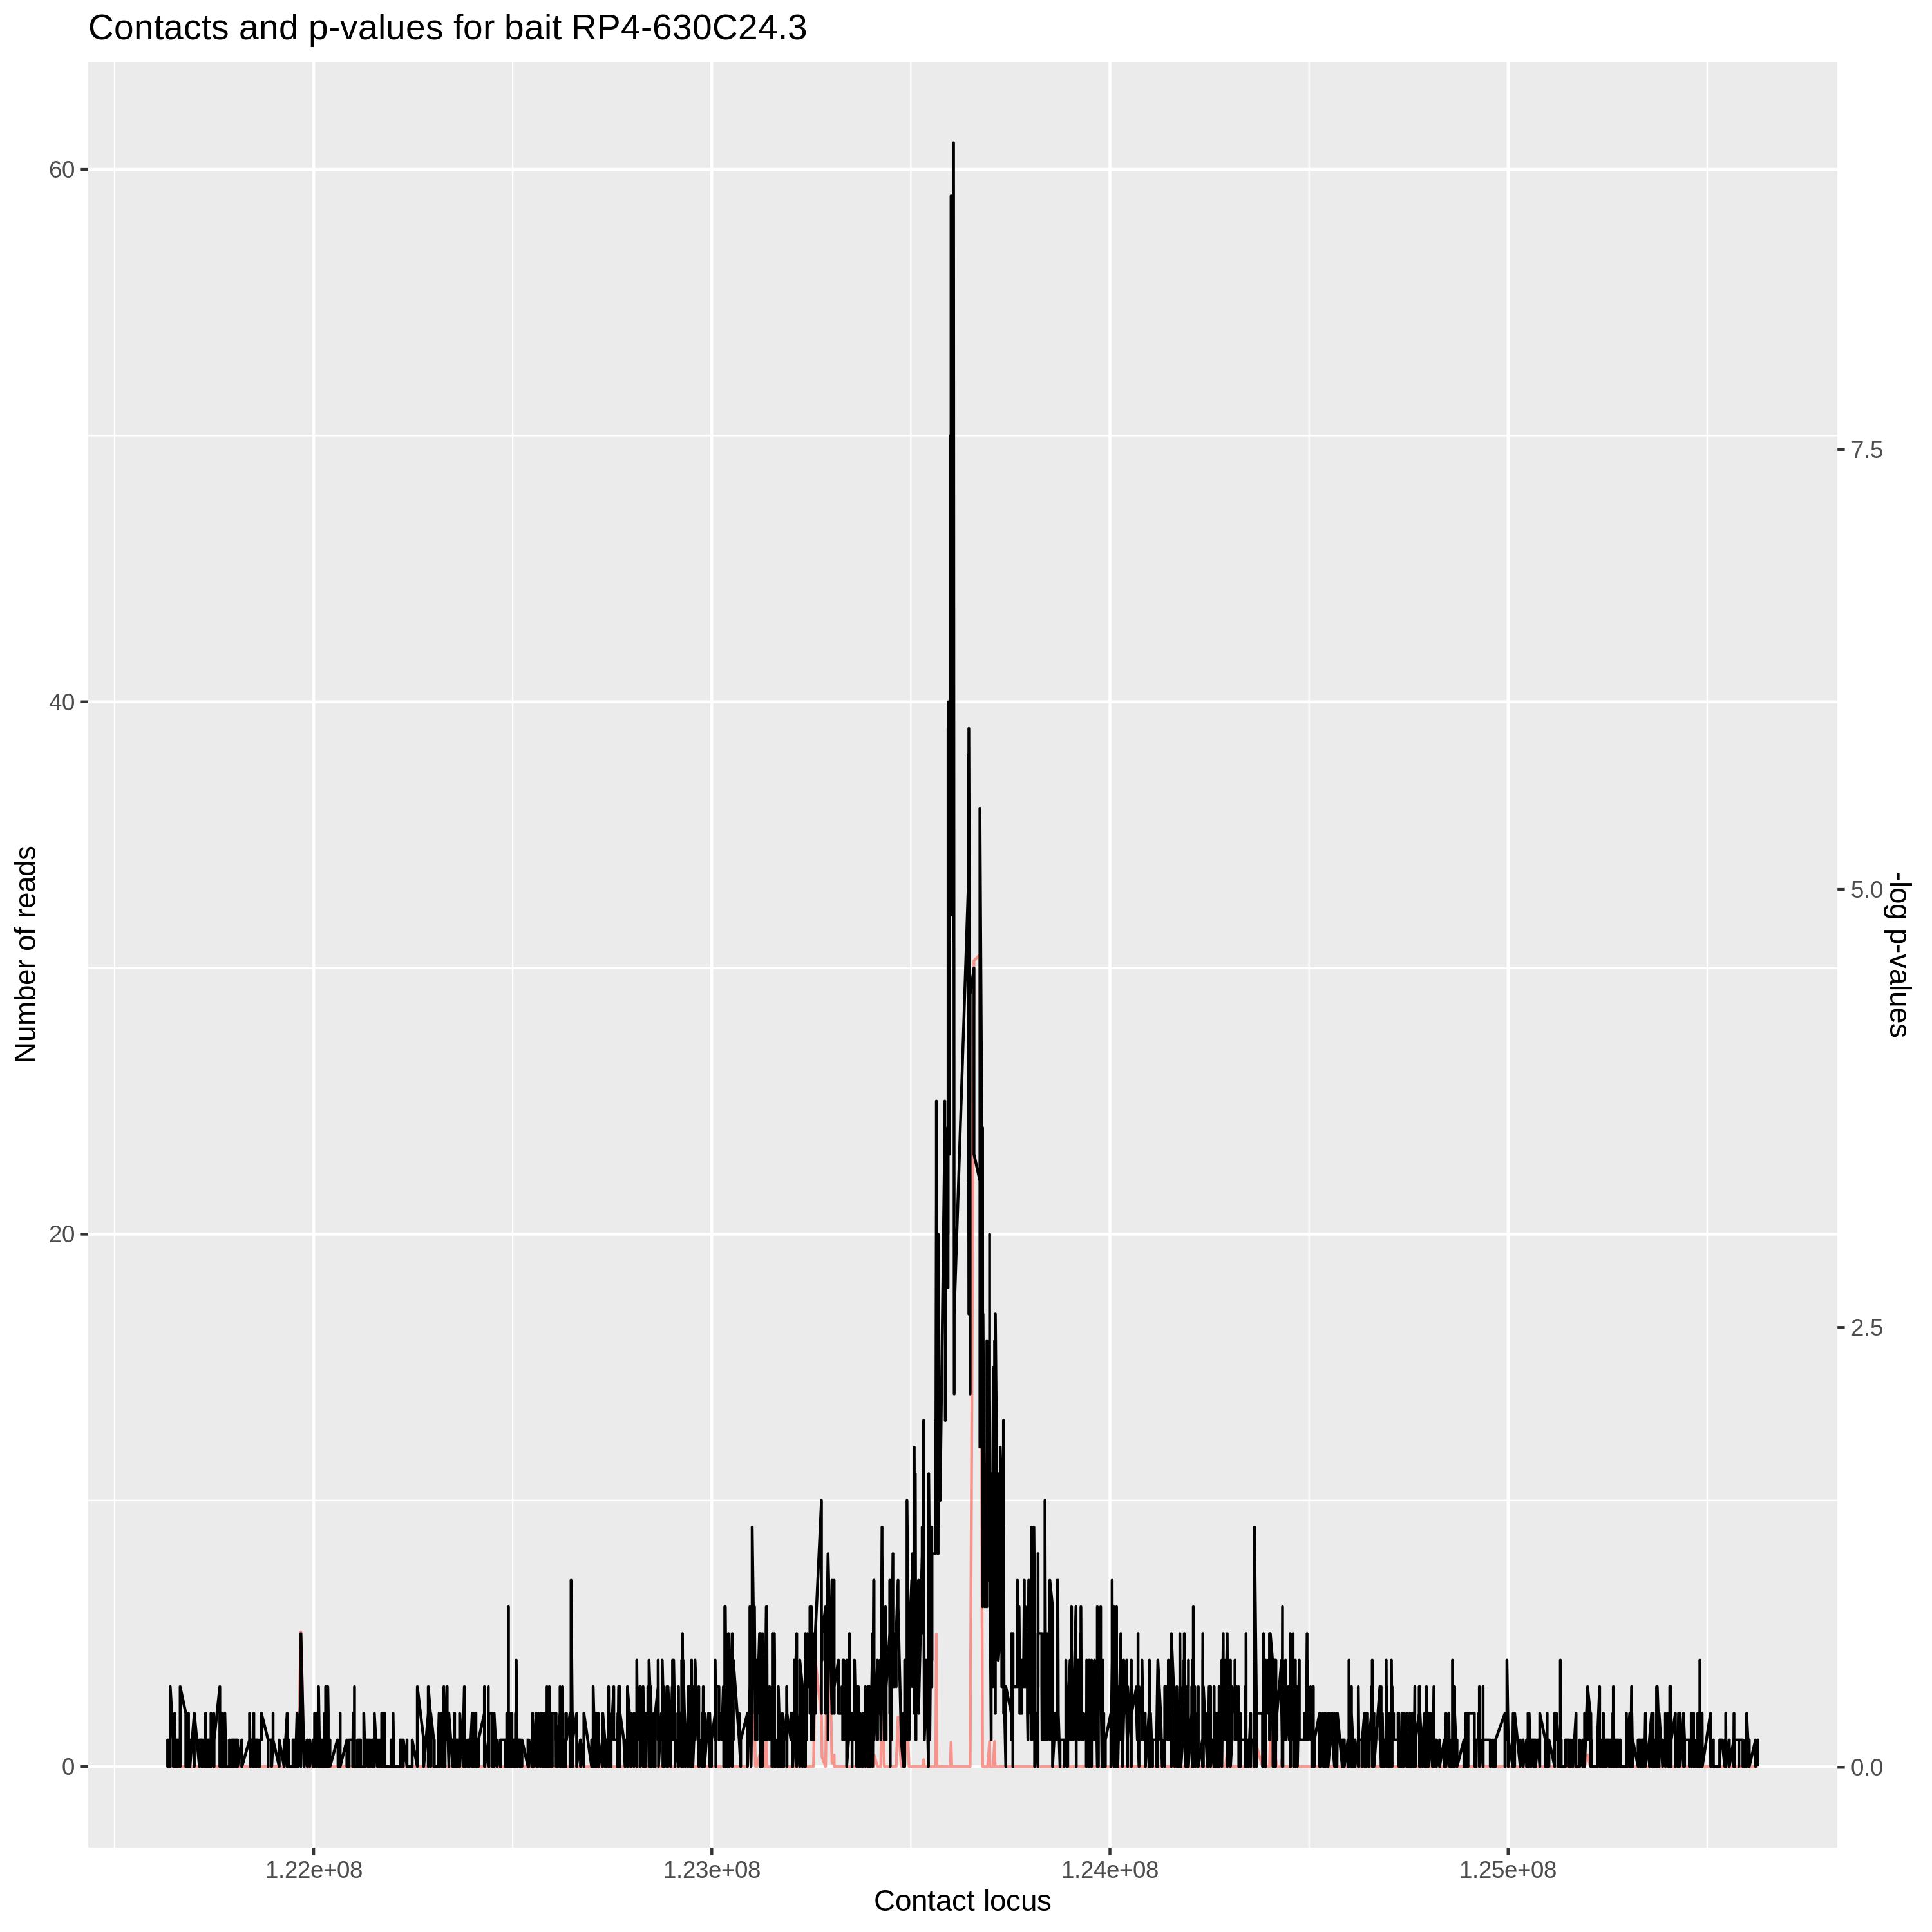 Contacts and p-values for bait RP4-630C24.3
60
40
20
0
Number of reads
7.5
5.0
2.5
0.0
-log p-values
1.22e+08
1.23e+08
1.24e+08
1.25e+08
Contact locus